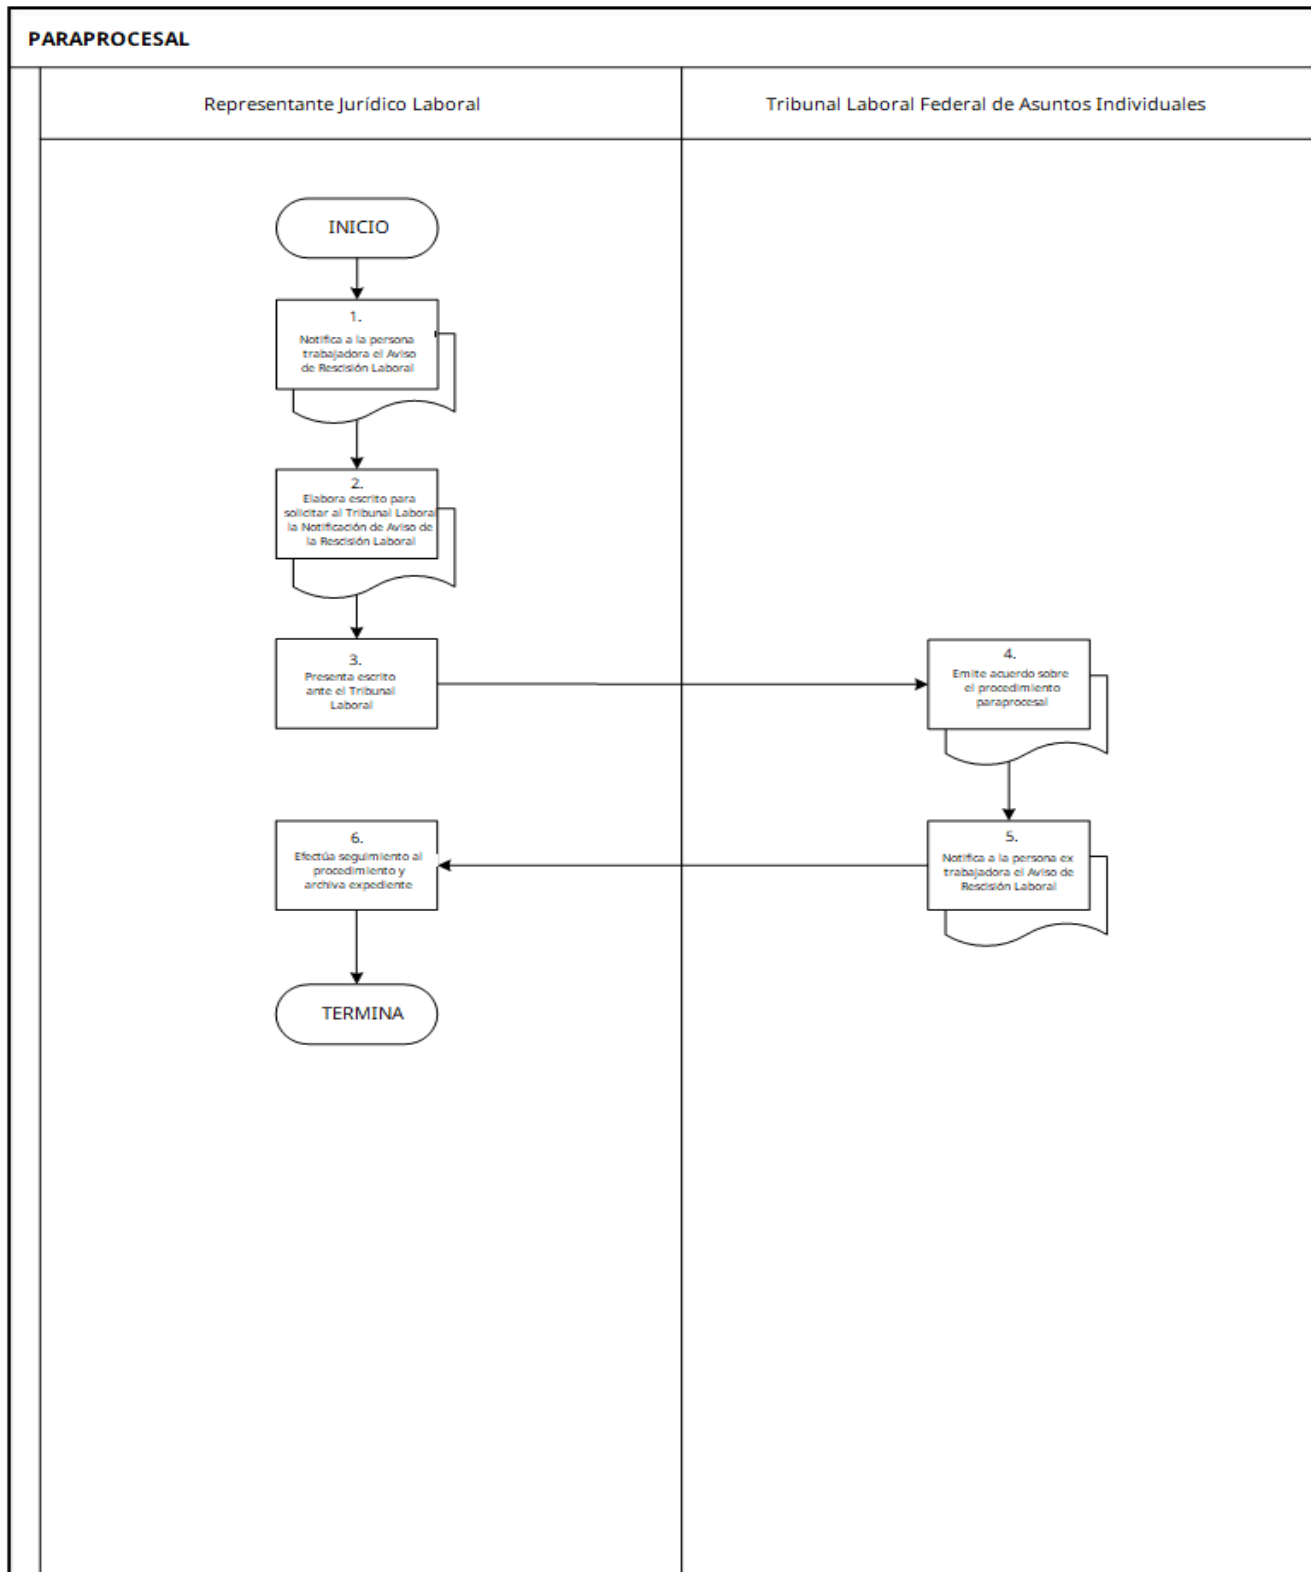 PARAPROCESAL
Representante Jurídico Laboral
Tribunal Laboral Federal de Asuntos Individuales
INICIO
1.
Notifica a la persona
trabajadora el Aviso
de Rescisión Laboral
2.
Elabora escrito para
solicitar al Tribunal Laboral
la Notificación de Aviso de
la Rescisión Laboral
3.
Presenta escrito
ante el Tribunal
Laboral
4.
Emite acuerdo sobre
el procedimiento
paraprocesal
5.
Notifica a la persona ex
trabajadora el Aviso de
Rescisión Laboral
6.
Efectúa seguimiento al
procedimiento y
archiva expediente
TERMINA